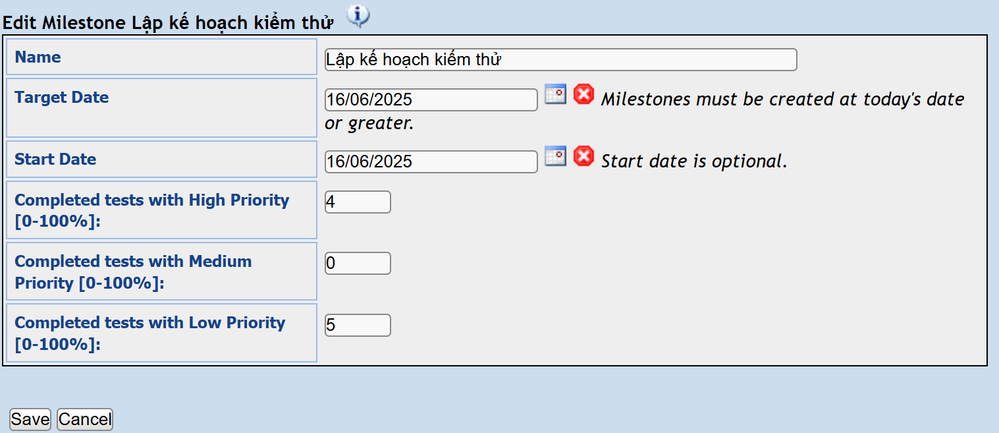 Edit Milestone Lập kế hoạch kiểm thử
Name
Lập kế hoạch kiểm thử
Target Date
16/06/2025 Milestones must be created at today's date
or greater.
Start Date
16/06/2025 Start date is optional.
Completed tests with High Priority
[0-100%]:
4
Completed tests with Medium
Priority [0-100%]:
0
Completed tests with Low Priority
[0-100%]:
5
Save Cancel